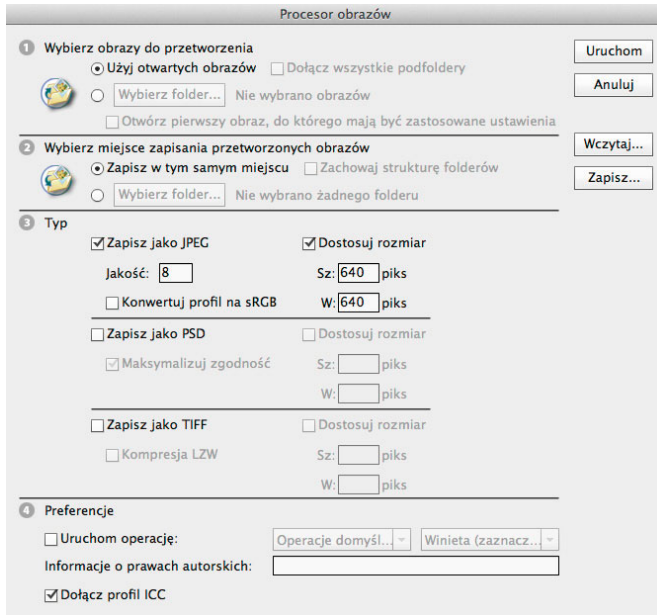 Procesor obrazów
1 Wybierz obrazy do przetworzenia
Użyj otwartych obrazów Dołącz wszystkie podfoldery
Wybierz folder... Nie wybrano obrazów
Otwórz pierwszy obraz, do którego mają być zastosowane ustawienia
Uruchom
Anuluj
2 Wybierz miejsce zapisania przetworzonych obrazów
Zapisz w tym samym miejscu Zachowaj strukturę folderów
Wybierz folder... Nie wybrano żadnego folderu
Wczytaj...
Zapisz...
3 Typ
Zapisz jako JPEG Dostosuj rozmiar
Jakość: 8 Sz: 640 piks
Konwertuj profil na sRGB W: 640 piks
Zapisz jako PSD Dostosuj rozmiar
Maksymalizuj zgodność Sz: piks
W: piks
Zapisz jako TIFF Dostosuj rozmiar
Kompresja LZW Sz: piks
W: piks
4 Preferencje
Uruchom operację: Operacje domyśl... Winieta (zaznacz...
Informacje o prawach autorskich:
Dołącz profil ICC